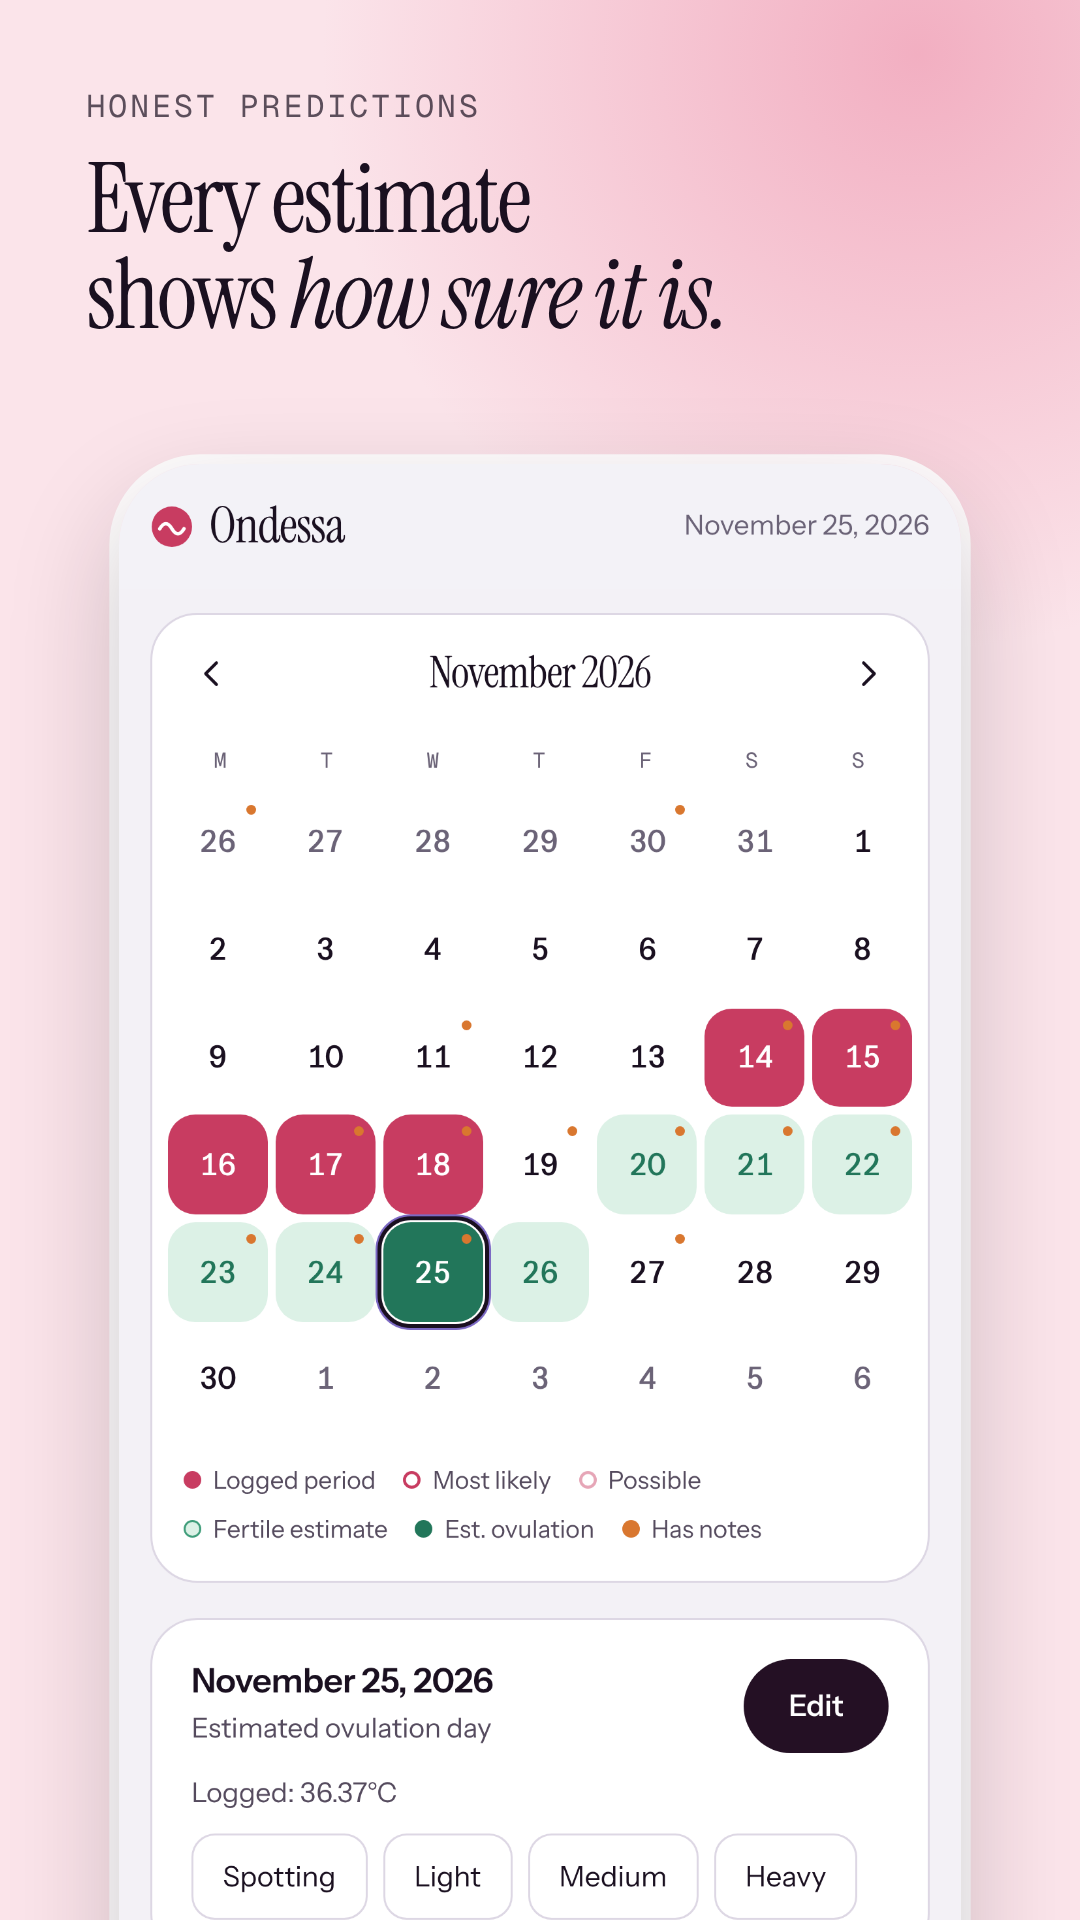 HONEST PREDICTIONS
Every estimate
shows how sure it is.
Ondessa
November 25, 2026
November 2026
M T W T F S S
26 27 28 29 30 31 1
2 3 4 5 6 7 8
9 10 11 12 13 14 15
16 17 18 19 20 21 22
23 24 25 26 27 28 29
30 1 2 3 4 5 6
Logged period Most likely Possible
Fertile estimate Est. ovulation Has notes
November 25, 2026
Edit
Estimated ovulation day
Logged: 36.37°C
Spotting Light Medium Heavy